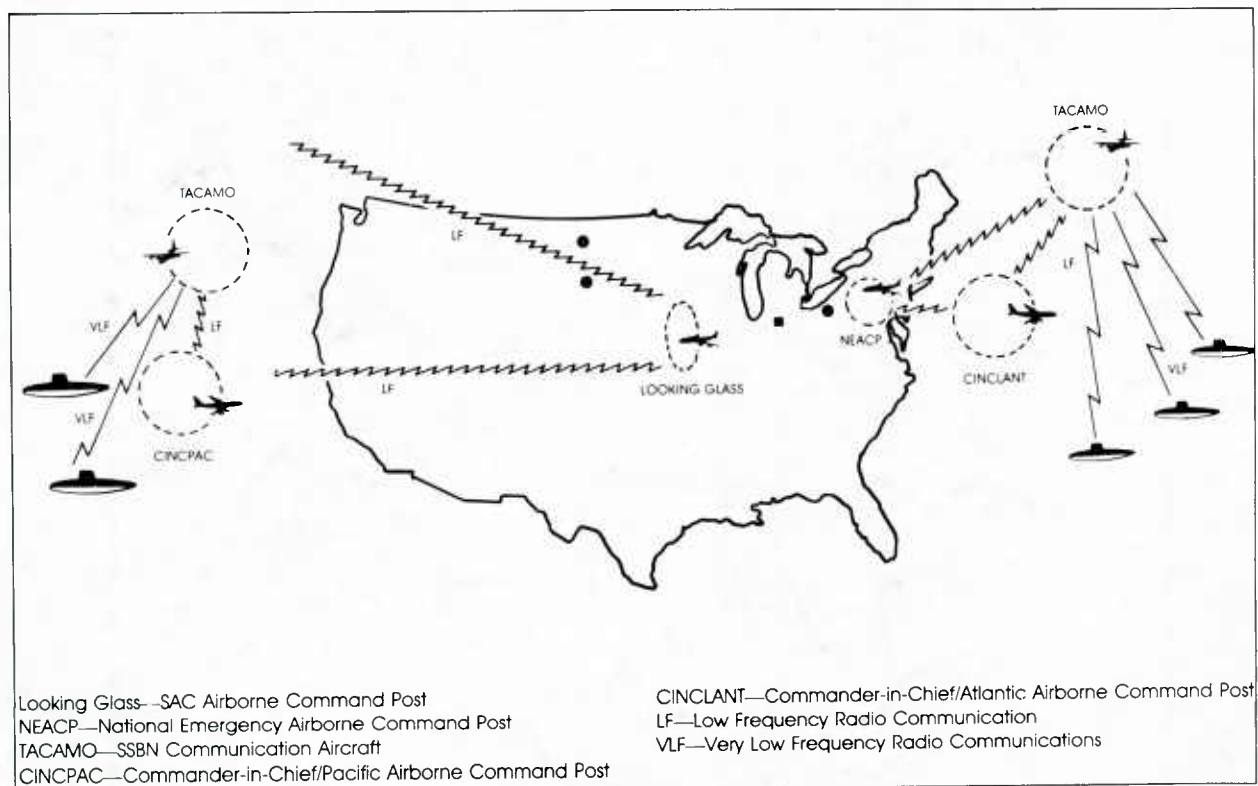 TACAMO
TACAMO
LF
LF
VLF
LF
NEACP
VLF
LF
LOOKING GLASS
CINCLANT
VLF
CINCPAC
Looking Glass--SAC Airborne Command Post
NEACP—National Emergency Airborne Command Post
TACAMO—SSBN Communication Aircraft
CINCPAC—Commander-in-Chief/Pacific Airborne Command Post
CINCLANT—Commander-in-Chief/Atlantic Airborne Command Post
LF—Low Frequency Radio Communication
VLF—Very Low Frequency Radio Communications